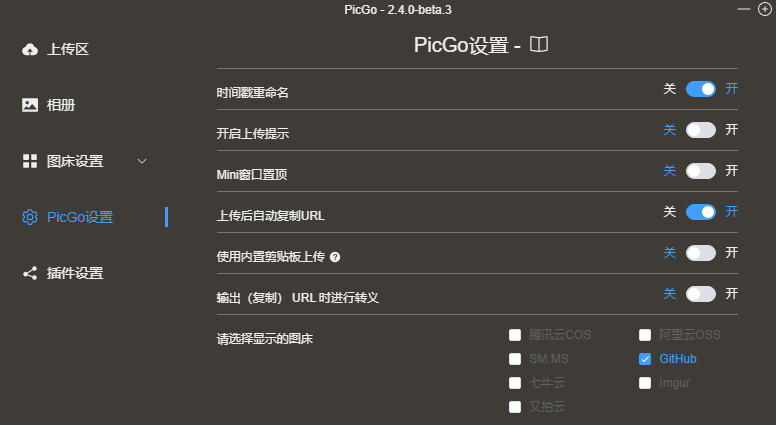 PicGo - 2.4.0-beta.3
上传区
相册
图床设置
PicGo设置
插件设置
PicGo设置 -
时间戳重命名 关 开
开启上传提示 关 开
Mini窗口置顶 关 开
上传后自动复制URL 关 开
使用内置剪贴板上传 ? 关 开
输出（复制） URL 时进行转义 关 开
请选择显示的图床 腾讯云COS 阿里云OSS
SM.MS GitHub
七牛云 Imgur
又拍云